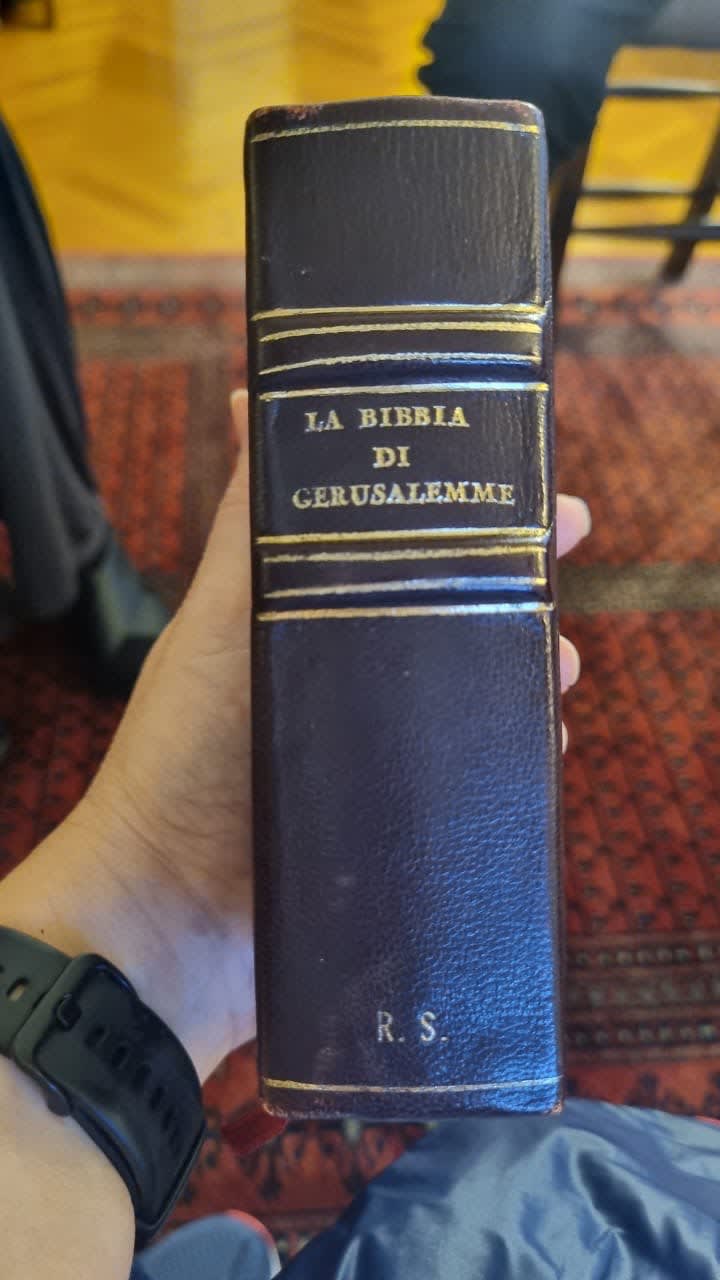 LA BIBBIA
DI
GERUSALEMME
R. S.